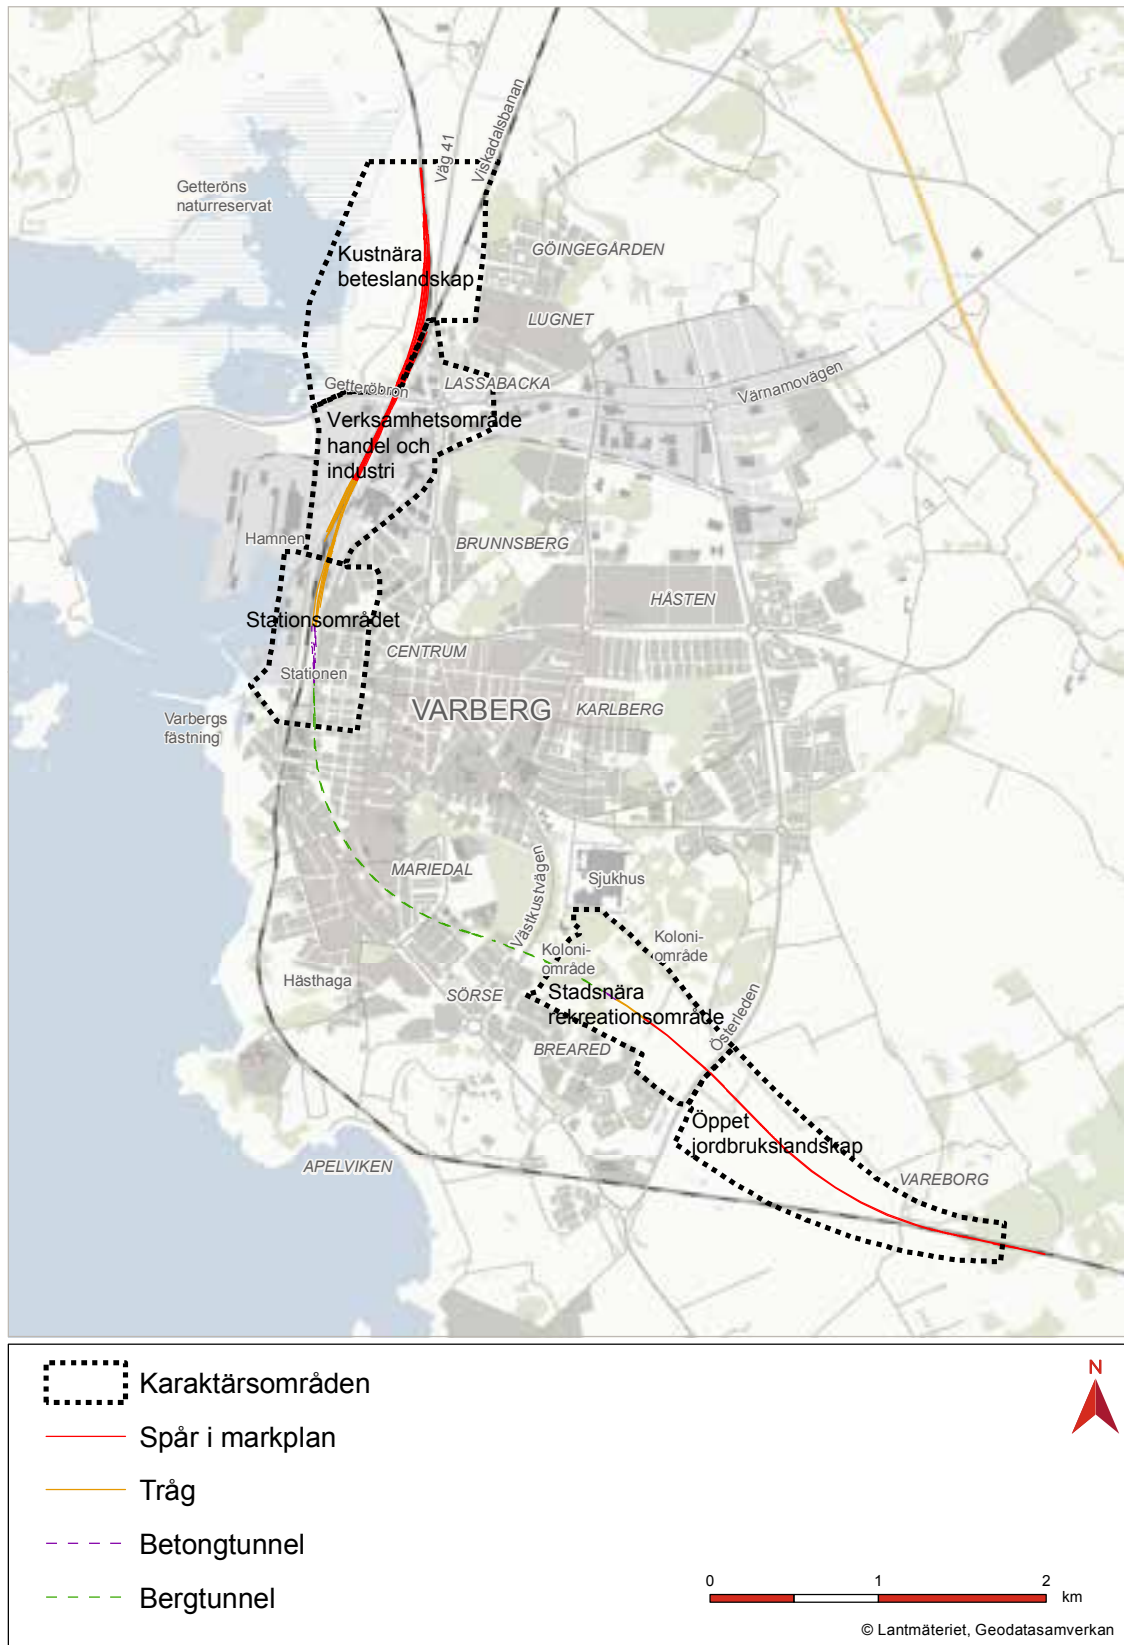 Väg 41
Viskadalsbanan
Getteröns
naturreservat
GÖINGEGÅRDEN
Kustnära
beteslandskap
LUGNET
Getteröbron
LASSABACKA
Värnamovägen
Verksamhetsområde
handel och
industri
Hamnen
BRUNNSBERG
HÅSTEN
Stationsområdet
CENTRUM
Stationen
VARBERG
KARLBERG
Varbergs
fästning
MARIEDAL
Västkustvägen
Sjukhus
Koloni-
område
Koloni-
område
Hästhaga
SÖRSE
Stadsnära
rekreationsområde
Österleden
BREARED
Öppet
jordbrukslandskap
APELVIKEN
VAREBORG
Karaktärsområden
Spår i markplan
Tråg
Betongtunnel
Bergtunnel
N
0 1 2
km
© Lantmäteriet, Geodatasamverkan